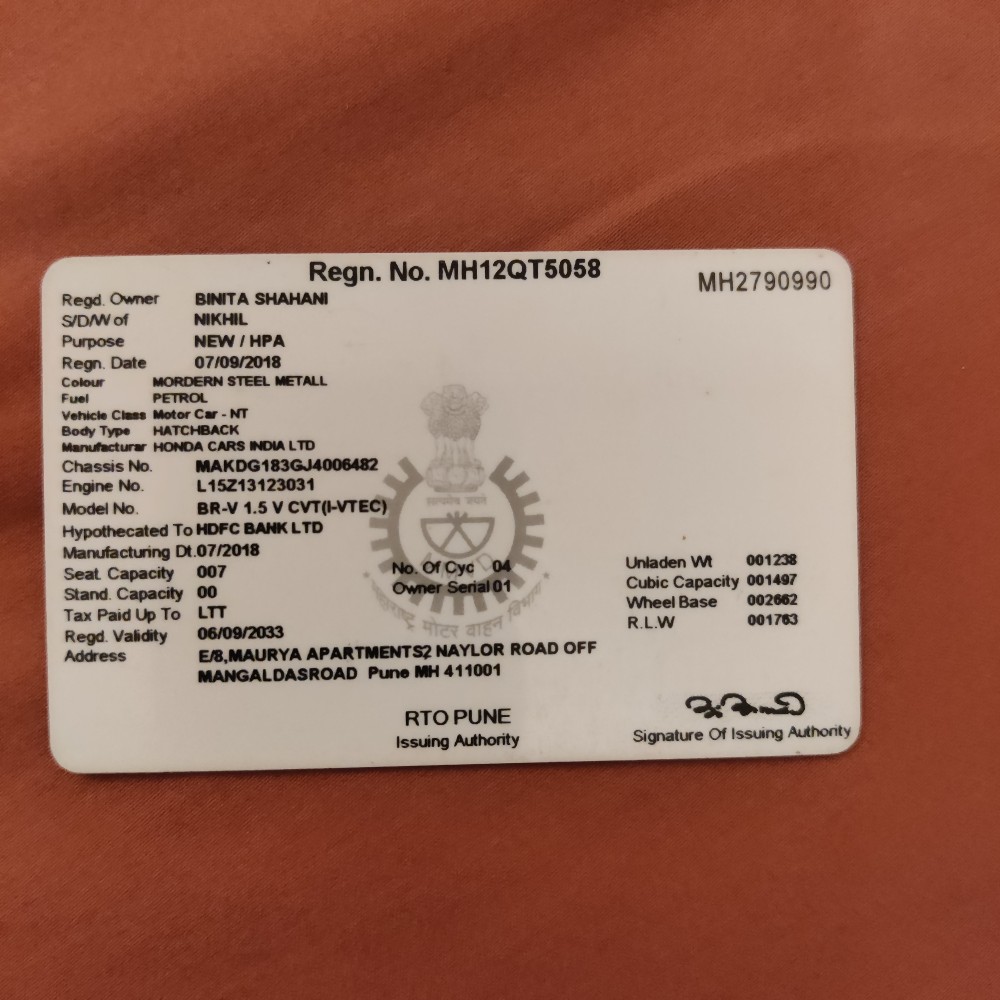 Regn. No. MH12QT5058
MH2790990
Regd. Owner BINITA SHAHANI
S/D/W of NIKHIL
Purpose NEW / HPA
Regn. Date 07/09/2018
Colour MORDERN STEEL METALL
Fuel PETROL
Vehicle Class Motor Car - NT
Body Type HATCHBACK
Manufacturar HONDA CARS INDIA LTD
Chassis No. MAKDG183GJ4006482
Engine No. L15Z13123031
Model No. BR-V 1.5 V CVT(I-VTEC)
Hypothecated To HDFC BANK LTD
Manufacturing Dt. 07/2018
Seat Capacity 007
Stand. Capacity 00
Tax Paid Up To LTT
Regd. Validity 06/09/2033
Address E/8,MAURYA APARTMENTS2 NAYLOR ROAD OFF
MANGALDASROAD Pune MH 411001
No. Of Cyc 04
Owner Serial 01
Unladen Wt 001238
Cubic Capacity 001497
Wheel Base 002662
R.L.W 001763
सत्यमेव जयते
मोटर वाहन विभाग
RTO PUNE
Issuing Authority
Signature Of Issuing Authority